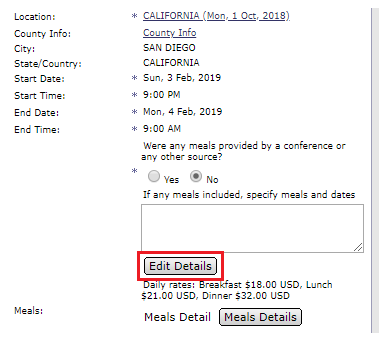 Location: * CALIFORNIA (Mon, 1 Oct, 2018)
County Info: County Info
City: SAN DIEGO
State/Country: CALIFORNIA
Start Date: * Sun, 3 Feb, 2019
Start Time: * 9:00 PM
End Date: * Mon, 4 Feb, 2019
End Time: * 9:00 AM
Were any meals provided by a conference or
any other source?
* Yes No
If any meals included, specify meals and dates
Edit Details
Daily rates: Breakfast $18.00 USD, Lunch
$21.00 USD, Dinner $32.00 USD
Meals: Meals Detail Meals Details